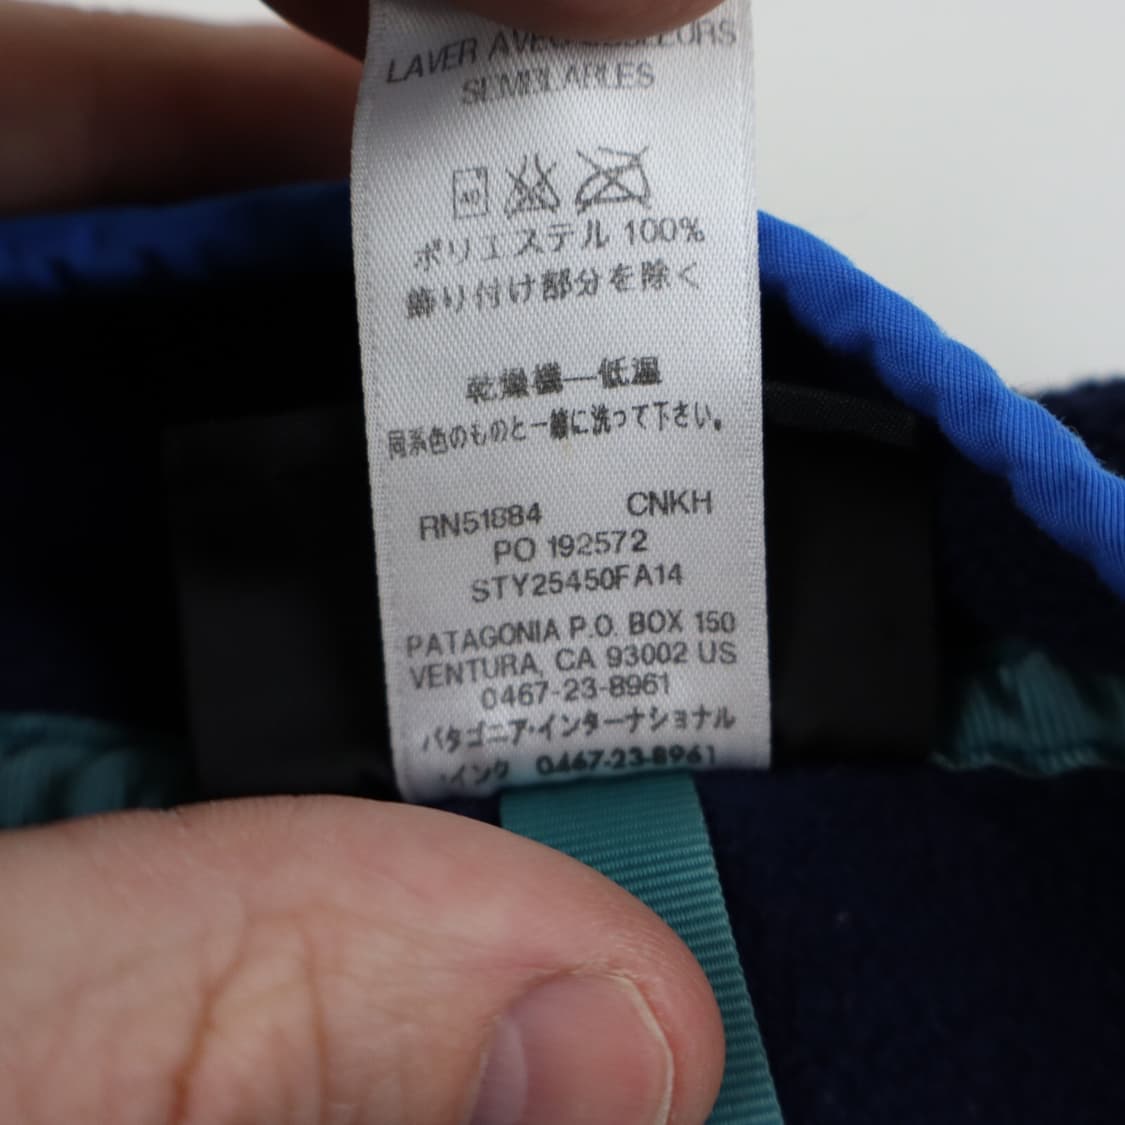 LAVER AVEC COULEURS
SEMBLABLES
40
ポリエステル 100%
飾り付け部分を除く
乾燥機—低温
同系色のものと一緒に洗って下さい。
RN51884 CNKH
PO 192572
STY25450FA14
PATAGONIA P.O. BOX 150
VENTURA, CA 93002 US
0467-23-8961
パタゴニア・インターナショナル
インク 0467-23-8961